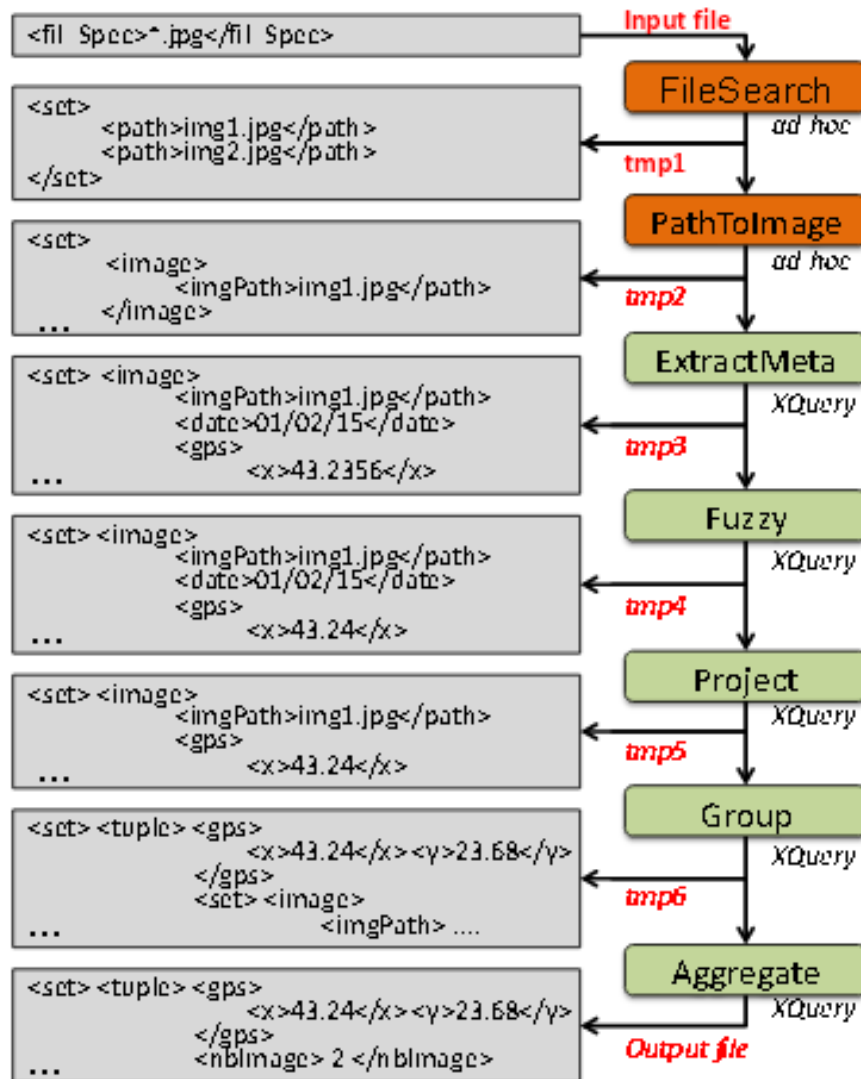 <fil Spec>*.jpg</fil Spec>
Input file
FileSearch
ad hoc
<set>
<path>img1.jpg</path>
<path>img2.jpg</path>
</set>
tmp1
PathToImage
ad hoc
<set>
<image>
<imgPath>img1.jpg</path>
</image>
...
tmp2
ExtractMeta
XQuery
<set> <image>
<imgPath>img1.jpg</path>
<date>01/02/15</date>
<gps>
<x>43.2356</x>
...
tmp3
Fuzzy
XQuery
<set> <image>
<imgPath>img1.jpg</path>
<date>01/02/15</date>
<gps>
<x>43.24</x>
...
tmp4
Project
XQuery
<set> <image>
<imgPath>img1.jpg</path>
<gps>
<x>43.24</x>
...
tmp5
Group
XQuery
<set> <tuple> <gps>
<x>43.24</x><y>23.68</y>
</gps>
<set> <image>
<imgPath> ....
...
tmp6
Aggregate
XQuery
<set> <tuple> <gps>
<x>43.24</x><y>23.68</y>
</gps>
<nbImage> 2 </nbImage>
...
Output file